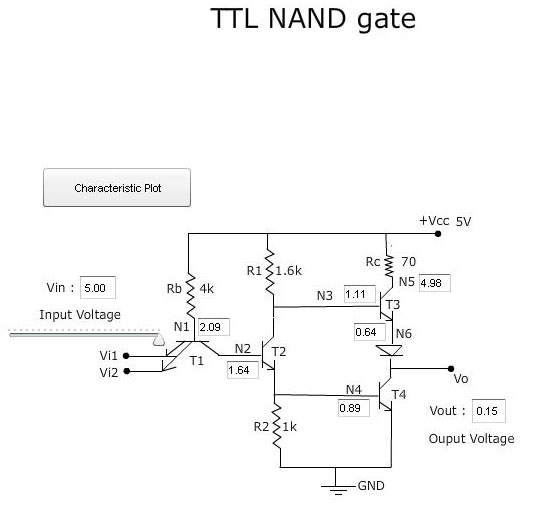 TTL NAND gate
Characteristic Plot
+Vcc 5V
Rc 70
R1 1.6k
N5 4.98
Vin : 5.00
Rb 4k
N3 1.11
T3
Input Voltage
N1 2.09
0.64 N6
Vi1
N2 T2
T1
Vi2
1.64
Vo
N4 T4
0.89
Vout : 0.15
R2 1k
Ouput Voltage
GND